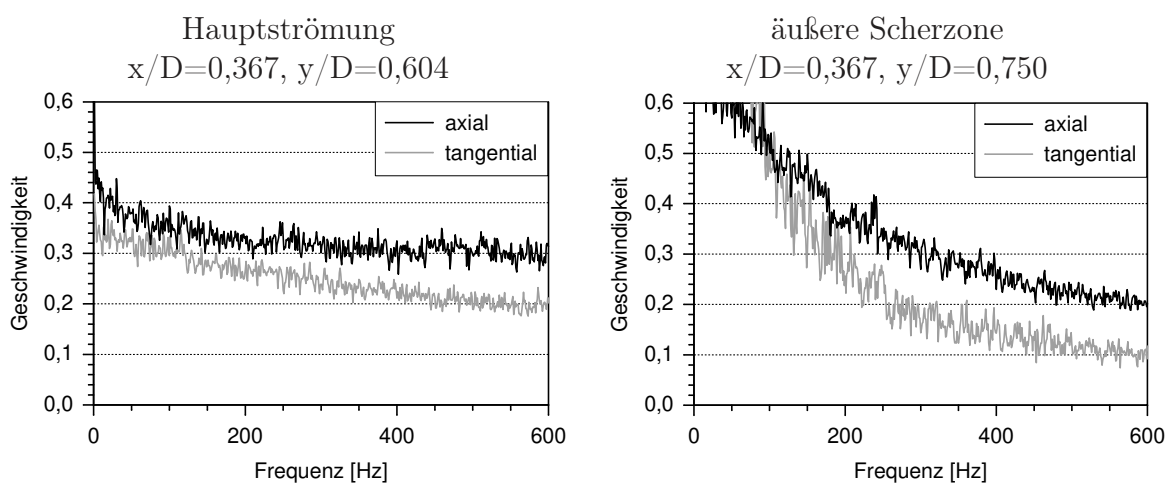 Hauptströmung
x/D=0,367, y/D=0,604
0,6
0,5
0,4
0,3
0,2
0,1
0,0
Geschwindigkeit
axial
tangential
0
200
400
600
Frequenz [Hz]
äußere Scherzone
x/D=0,367, y/D=0,750
0,6
0,5
0,4
0,3
0,2
0,1
0,0
Geschwindigkeit
axial
tangential
0
200
400
600
Frequenz [Hz]